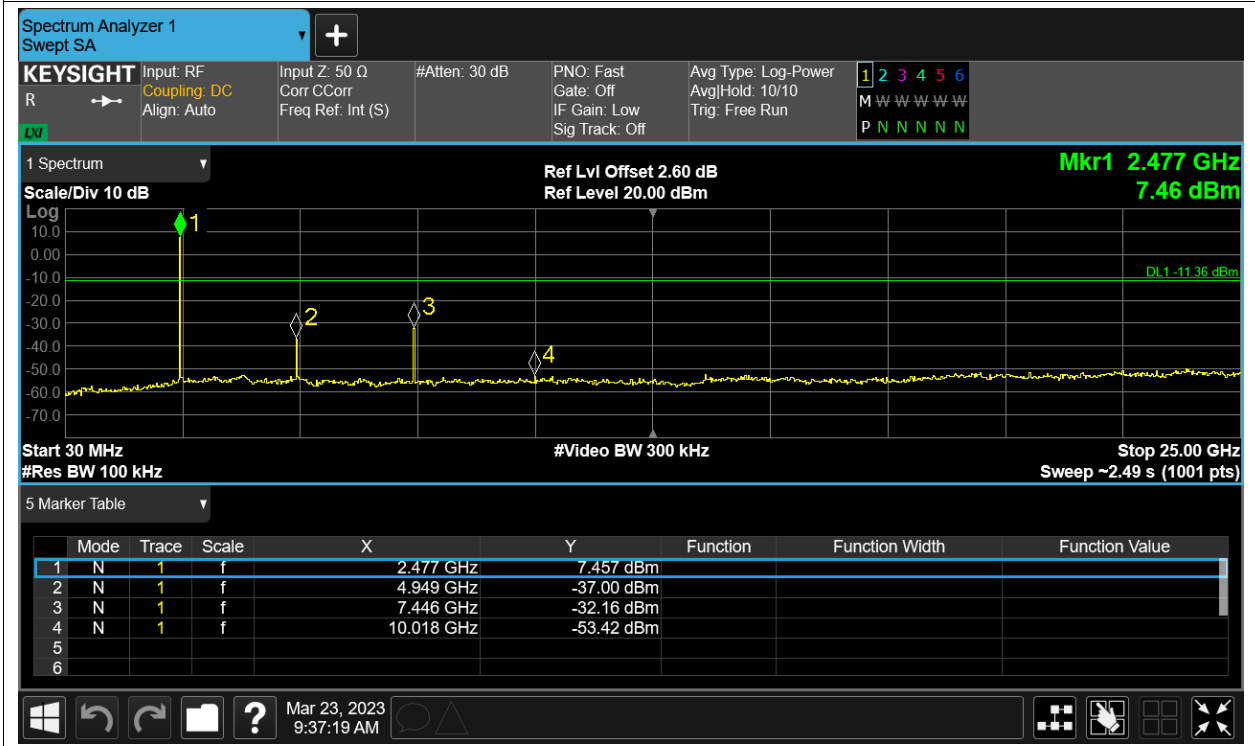 Spectrum Analyzer 1
Swept SA
KEYSIGHT
R
LXI
Input: RF
Coupling: DC
Align: Auto
Input Z: 50 Ω
Corr CCorr
Freq Ref: Int (S)
#Atten: 30 dB
PNO: Fast
Gate: Off
IF Gain: Low
Sig Track: Off
Avg Type: Log-Power
Avg|Hold: 10/10
Trig: Free Run
1 2 3 4 5 6
M W W W W W
P N N N N N
1 Spectrum
Scale/Div 10 dB
Ref Lvl Offset 2.60 dB
Ref Level 20.00 dBm
Mkr1 2.477 GHz
7.46 dBm
Log
10.0
0.00
-10.0
-20.0
-30.0
-40.0
-50.0
-60.0
-70.0
1
2
3
4
DL1 -11.36 dBm
Start 30 MHz
#Res BW 100 kHz
#Video BW 300 kHz
Stop 25.00 GHz
Sweep ~2.49 s (1001 pts)
5 Marker Table
Mode Trace Scale X Y Function Function Width Function Value
1 N 1 f 2.477 GHz 7.457 dBm
2 N 1 f 4.949 GHz -37.00 dBm
3 N 1 f 7.446 GHz -32.16 dBm
4 N 1 f 10.018 GHz -53.42 dBm
5
6
?
Mar 23, 2023
9:37:19 AM